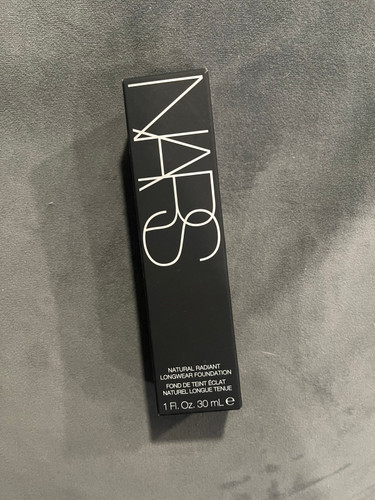 NARS
NATURAL RADIANT
LONGWEAR FOUNDATION
FOND DE TEINT ÉCLAT
NATUREL LONGUE TENUE
1 Fl. Oz. 30 mL ℮